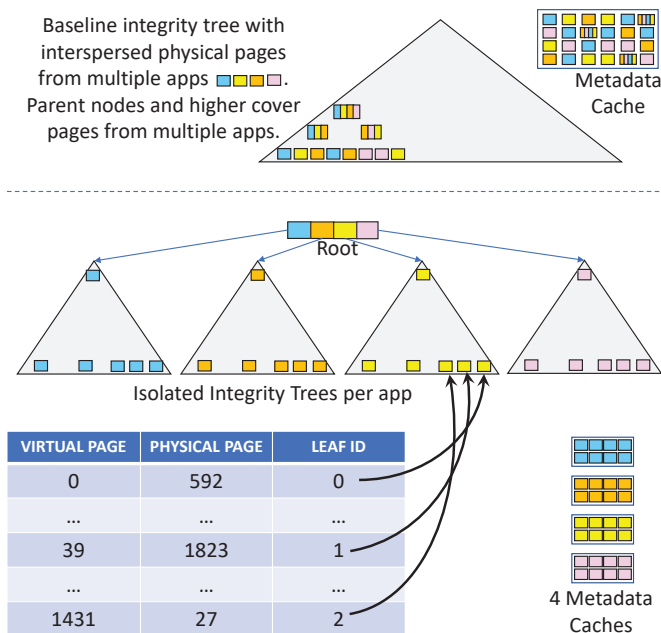 Baseline integrity tree with
interspersed physical pages
from multiple apps .
Parent nodes and higher cover
pages from multiple apps.
Metadata
Cache
Root
Isolated Integrity Trees per app
VIRTUAL PAGE PHYSICAL PAGE LEAF ID
0 592 0
... ... ...
39 1823 1
... ... ...
1431 27 2
4 Metadata
Caches